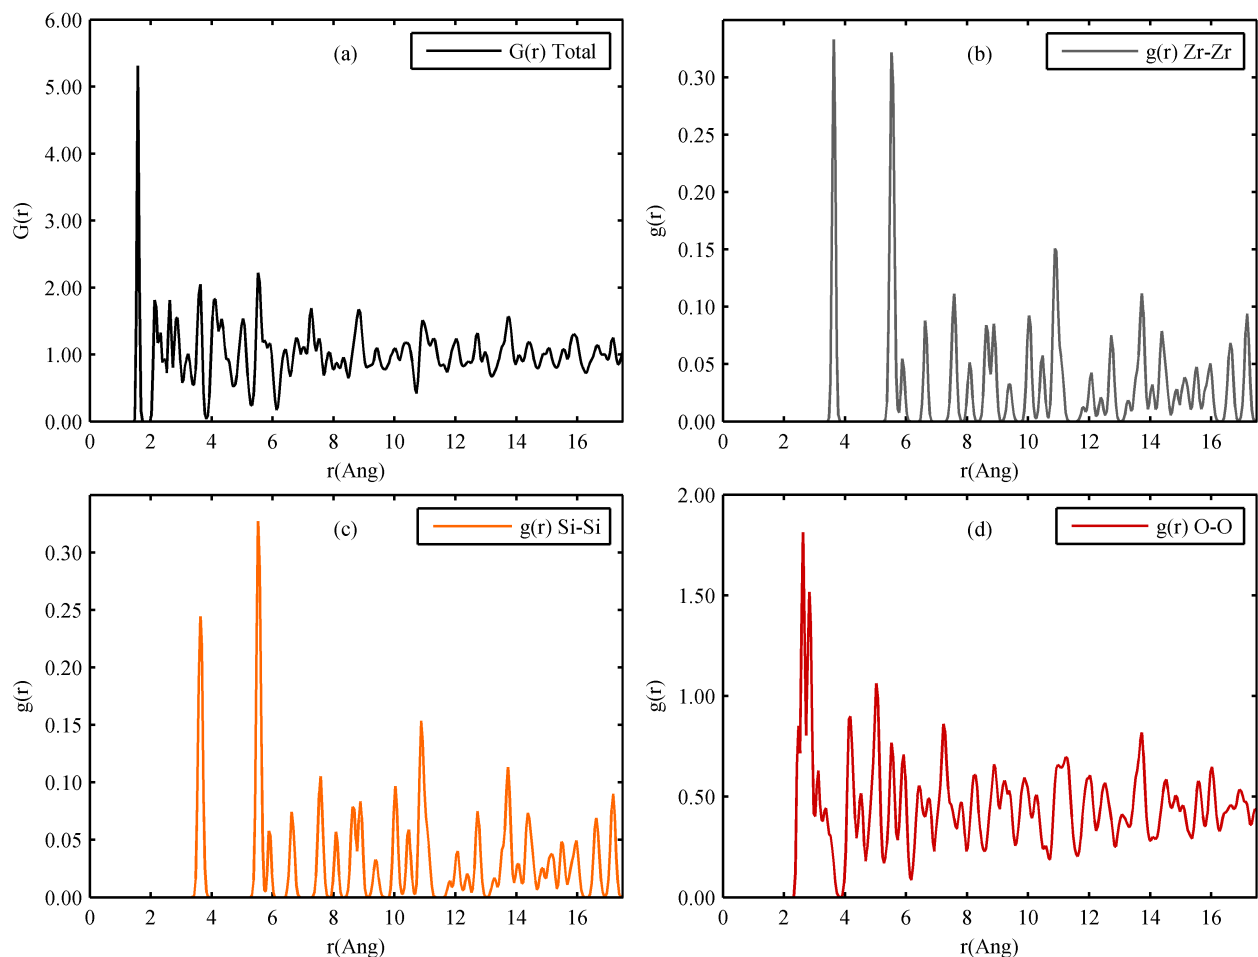 6.00
5.00
4.00
3.00
2.00
1.00
0.00
G(r)
(a)
G(r) Total
0 2 4 6 8 10 12 14 16
r(Ang)
0.30
0.25
0.20
0.15
0.10
0.05
0.00
g(r)
(b)
g(r) Zr-Zr
0 2 4 6 8 10 12 14 16
r(Ang)
0.30
0.25
0.20
0.15
0.10
0.05
0.00
g(r)
(c)
g(r) Si-Si
0 2 4 6 8 10 12 14 16
r(Ang)
2.00
1.50
1.00
0.50
0.00
g(r)
(d)
g(r) O-O
0 2 4 6 8 10 12 14 16
r(Ang)